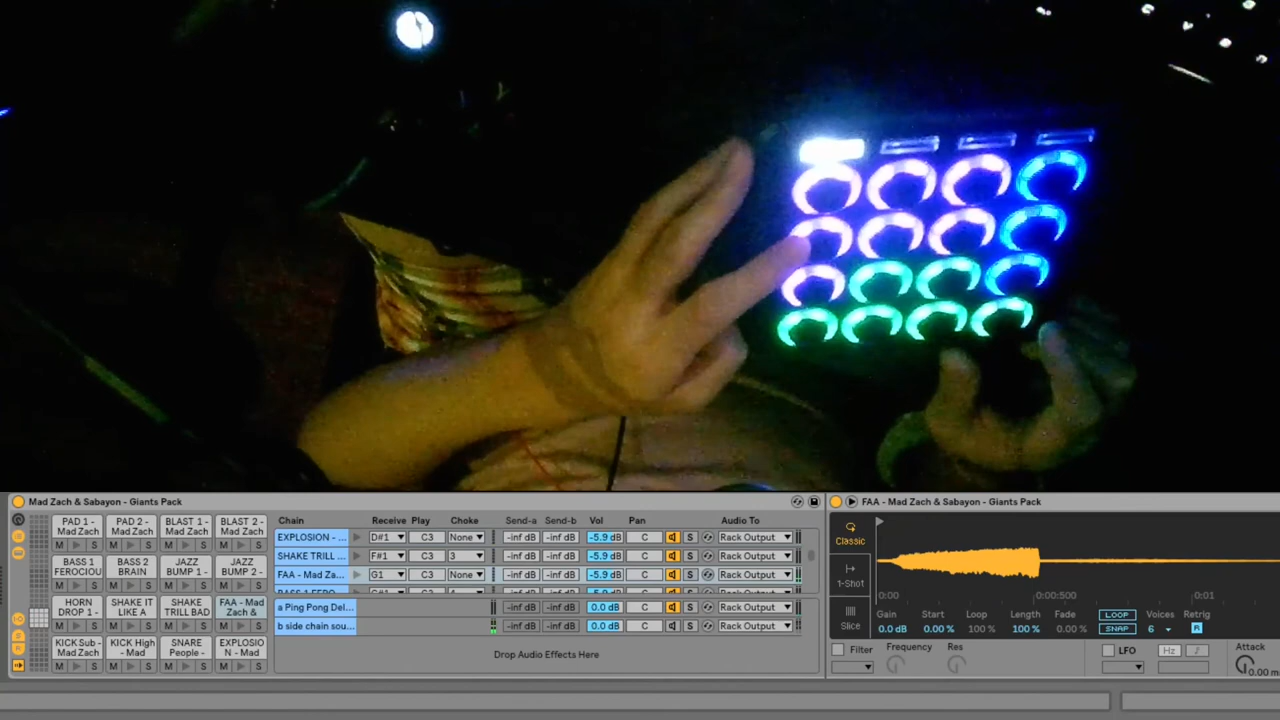 Mad Zach & Sabayon - Giants Pack
PAD 1 - Mad Zach
PAD 2 - Mad Zach
BLAST 1 - Mad Zach
BLAST 2 - Mad Zach
M S M S M S M S
BASS 1 FEROCIOU
BASS 2 BRAIN
JAZZ BUMP 1 -
JAZZ BUMP 2 -
M S M S M S M S
HORN DROP 1 -
SHAKE IT LIKE A
SHAKE TRILL BAD
FAA - Mad Zach &
M S M S M S M S
KICK Sub - Mad Zach
KICK High - Mad
SNARE People -
EXPLOSIO N - Mad
M S M S M S M S
Chain Receive Play Choke Send-a Send-b Vol Pan Audio To
EXPLOSION - ... D#1 C3 None -inf dB -inf dB -5.9 dB C S Rack Output
SHAKE TRILL ... F#1 C3 3 -inf dB -inf dB -5.9 dB C S Rack Output
FAA - Mad Za... G1 C3 None -inf dB -inf dB -5.9 dB C S Rack Output
a Ping Pong Del... -inf dB -inf dB 0.0 dB C S Rack Output
b side chain sou... -inf dB -inf dB 0.0 dB C S Rack Output
Drop Audio Effects Here
FAA - Mad Zach & Sabayon - Giants Pack
Classic
1-Shot
Slice
0:00 0:00:500 0:01
Gain Start Loop Length Fade LOOP Voices Retrig
0.0 dB 0.00 % 100 % 100 % 0.00 % SNAP 6 R
Filter Frequency Res LFO Hz Attack
0.00 ms